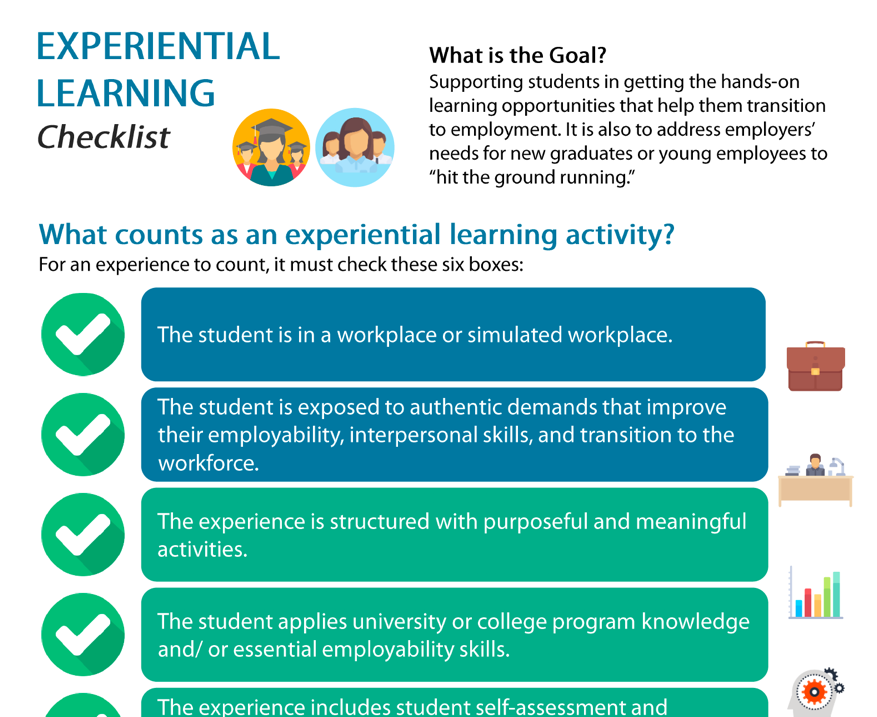 EXPERIENTIAL
LEARNING
Checklist
What is the Goal?
Supporting students in getting the hands-on
learning opportunities that help them transition
to employment. It is also to address employers’
needs for new graduates or young employees to
“hit the ground running.”
What counts as an experiential learning activity?
For an experience to count, it must check these six boxes:
The student is in a workplace or simulated workplace.
The student is exposed to authentic demands that improve
their employability, interpersonal skills, and transition to the
workforce.
The experience is structured with purposeful and meaningful
activities.
The student applies university or college program knowledge
and/ or essential employability skills.
The experience includes student self-assessment and